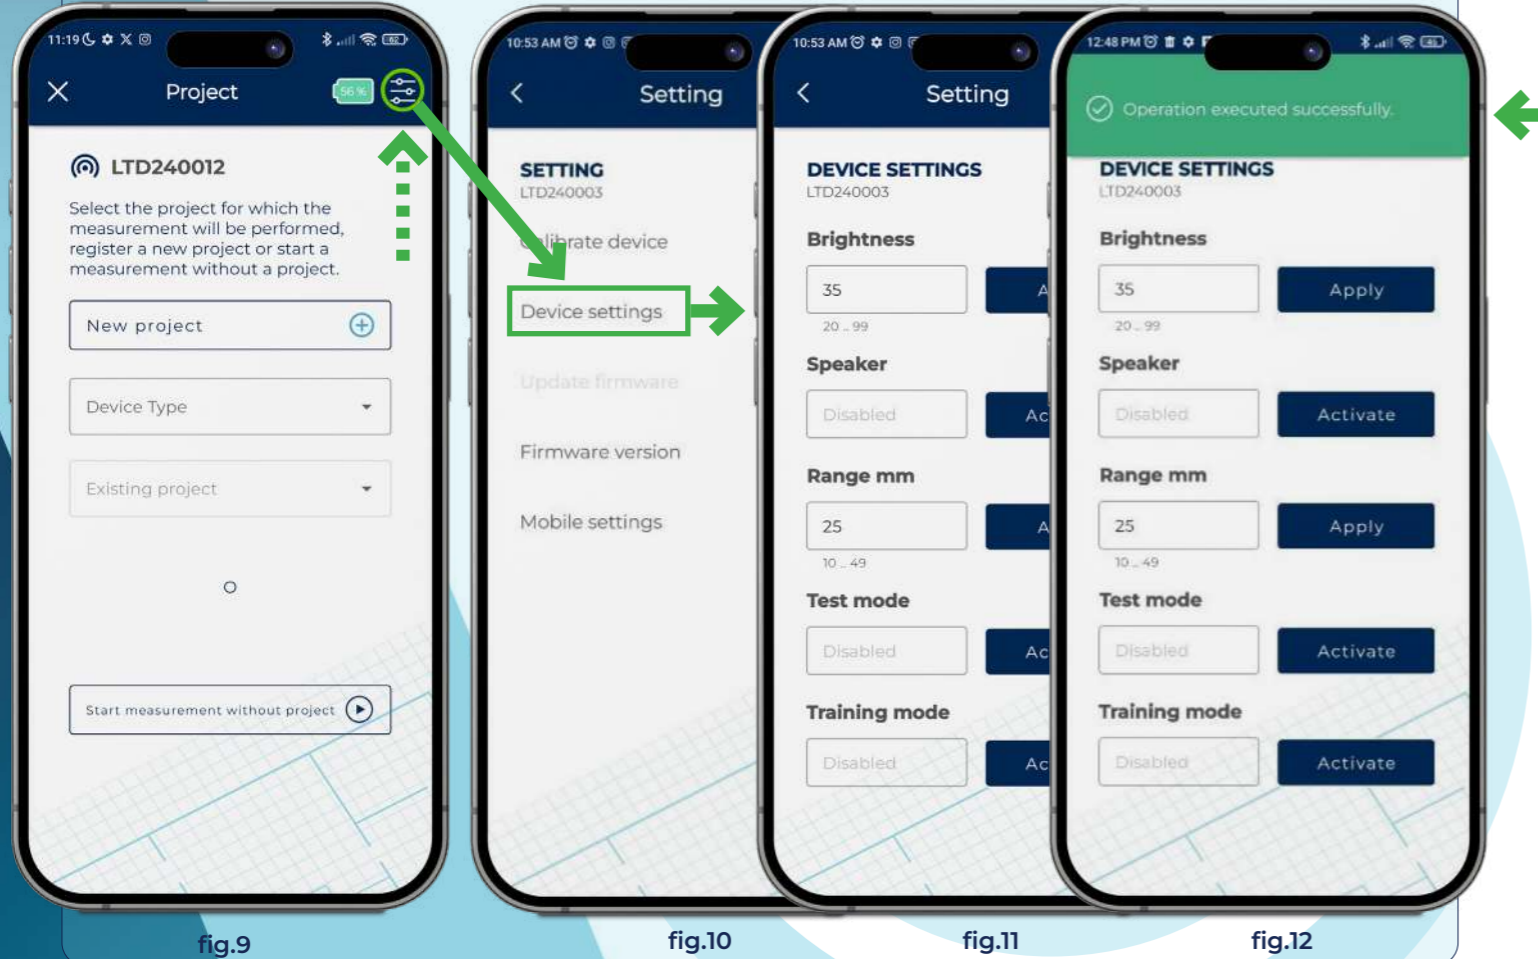 11:19
62
Project
56 %
LTD240012
Select the project for which the
measurement will be performed,
register a new project or start a
measurement without a project.
New project
Device Type
Existing project
Start measurement without project
fig.9
10:53 AM
Setting
SETTING
LTD240003
Calibrate device
Device settings
Update firmware
Firmware version
Mobile settings
fig.10
10:53 AM
Setting
DEVICE SETTINGS
LTD240003
Brightness
35
A
20 .. 99
Speaker
Disabled
Ac
Range mm
25
A
10 .. 49
Test mode
Disabled
Ac
Training mode
Disabled
Ac
fig.11
12:48 PM
Operation executed successfully.
DEVICE SETTINGS
LTD240003
Brightness
35
Apply
20 .. 99
Speaker
Disabled
Activate
Range mm
25
Apply
10 .. 49
Test mode
Disabled
Activate
Training mode
Disabled
Activate
fig.12